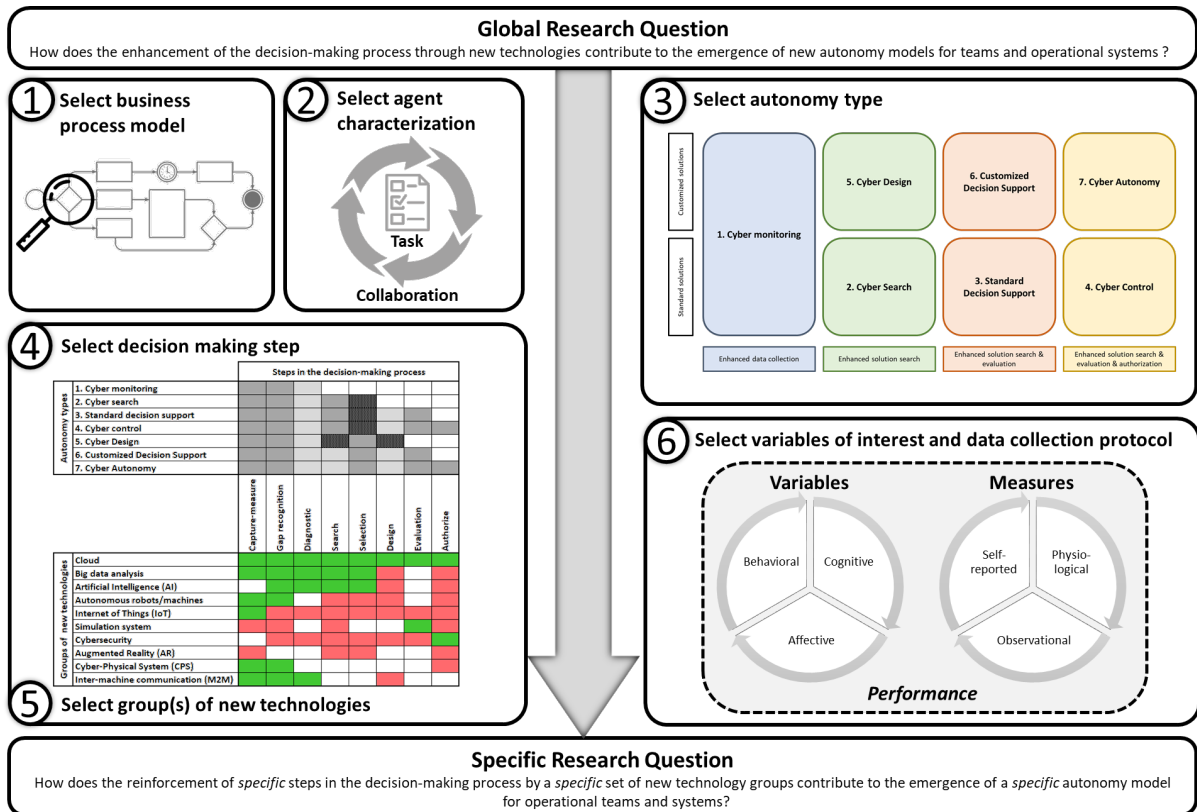 Global Research Question
How does the enhancement of the decision-making process through new technologies contribute to the emergence of new autonomy models for teams and operational systems ?
1
Select business
process model
2
Select agent
characterization
Task
Collaboration
3
Select autonomy type
Customized solutions
Standard solutions
1. Cyber monitoring
5. Cyber Design
6. Customized
Decision Support
7. Cyber Autonomy
2. Cyber Search
3. Standard
Decision Support
4. Cyber Control
Enhanced data collection
Enhanced solution search
Enhanced solution search &
evaluation
Enhanced solution search &
evaluation & authorization
4
Select decision making step
Steps in the decision-making process
Autonomy types
1. Cyber monitoring
2. Cyber search
3. Standard decision support
4. Cyber control
5. Cyber Design
6. Customized Decision Support
7. Cyber Autonomy
Capture-measure
Gap recognition
Diagnostic
Search
Selection
Design
Evaluation
Authorize
Groups of new technologies
Cloud
Big data analysis
Artificial Intelligence (AI)
Autonomous robots/machines
Internet of Things (IoT)
Simulation system
Cybersecurity
Augmented Reality (AR)
Cyber-Physical System (CPS)
Inter-machine communication (M2M)
5
Select group(s) of new technologies
6
Select variables of interest and data collection protocol
Variables
Behavioral
Cognitive
Affective
Measures
Self-
reported
Physio-
logical
Observational
Performance
Specific Research Question
How does the reinforcement of specific steps in the decision-making process by a specific set of new technology groups contribute to the emergence of a specific autonomy model
for operational teams and systems?